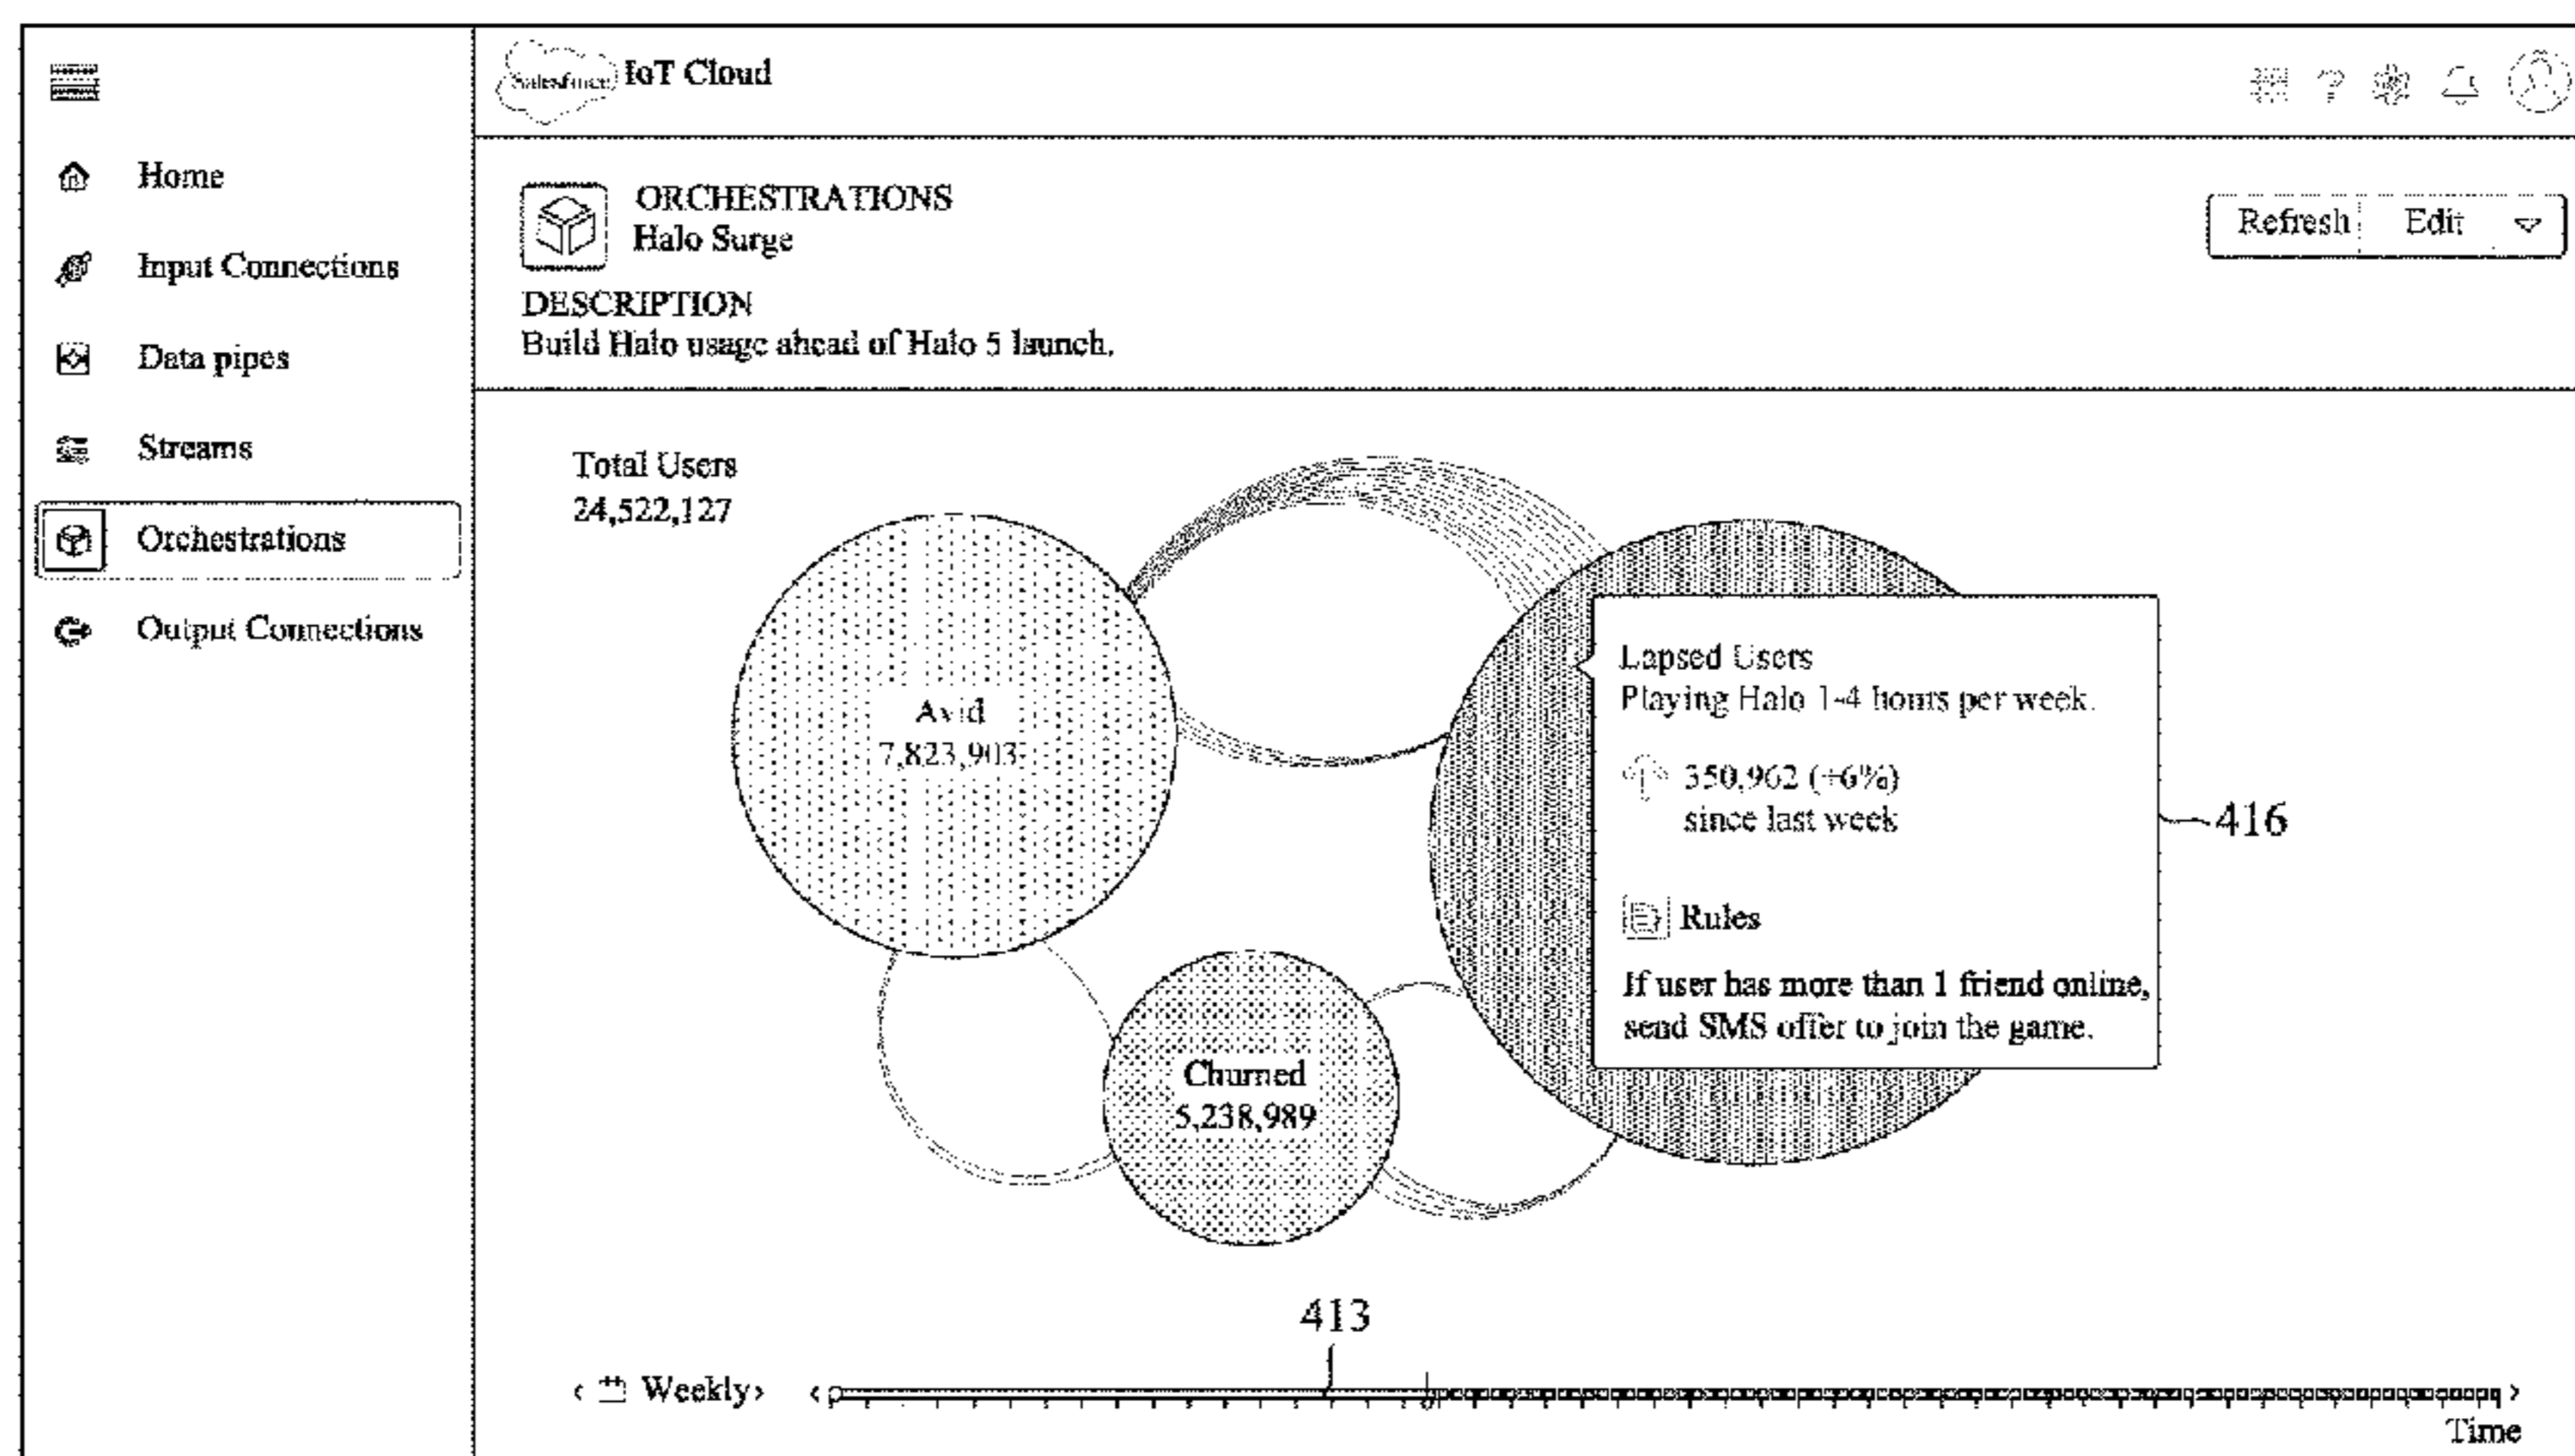 Salesforce IoT Cloud
Home
Input Connections
Data pipes
Streams
Orchestrations
Output Connections
ORCHESTRATIONS
Halo Surge
Refresh Edit
DESCRIPTION
Build Halo usage ahead of Halo 5 launch.
Total Users
24,522,127
Avid
7,823,903
Lapsed Users
Playing Halo 1-4 hours per week.
350,962 (+6%)
since last week
416
Rules
If user has more than 1 friend online,
send SMS offer to join the game.
Churned
5,238,989
413
‹ Weekly › ‹ ›
Time